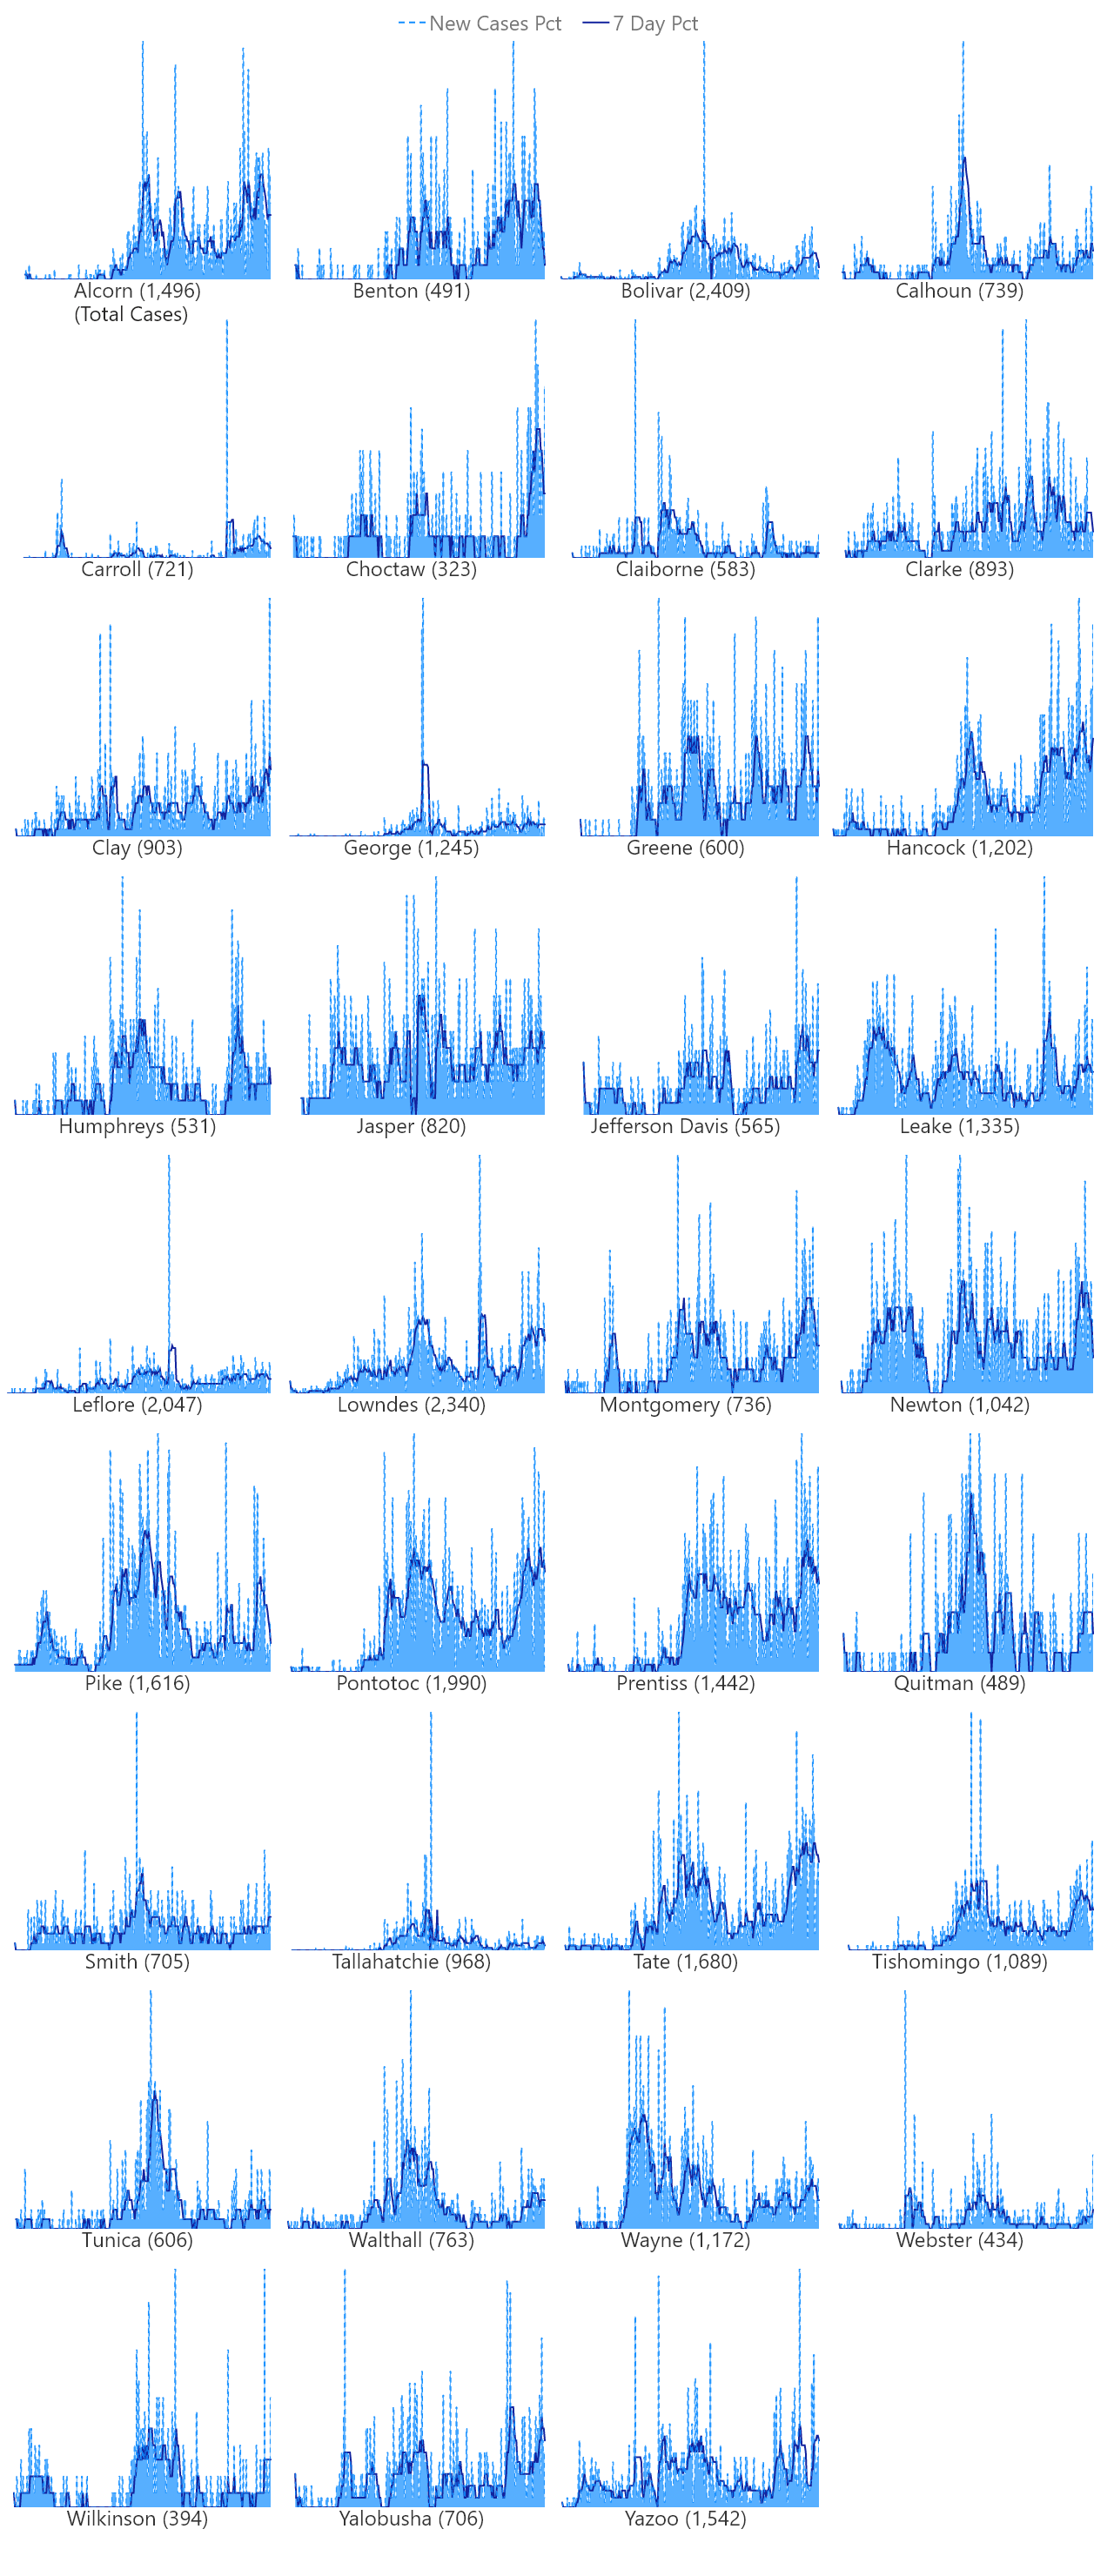 New Cases Pct 7 Day Pct
Alcorn (1,496) Benton (491) Bolivar (2,409) Calhoun (739)
(Total Cases)
Carroll (721) Choctaw (323) Claiborne (583) Clarke (893)
Clay (903) George (1,245) Greene (600) Hancock (1,202)
Humphreys (531) Jasper (820) Jefferson Davis (565) Leake (1,335)
Leflore (2,047) Lowndes (2,340) Montgomery (736) Newton (1,042)
Pike (1,616) Pontotoc (1,990) Prentiss (1,442) Quitman (489)
Smith (705) Tallahatchie (968) Tate (1,680) Tishomingo (1,089)
Tunica (606) Walthall (763) Wayne (1,172) Webster (434)
Wilkinson (394) Yalobusha (706) Yazoo (1,542)